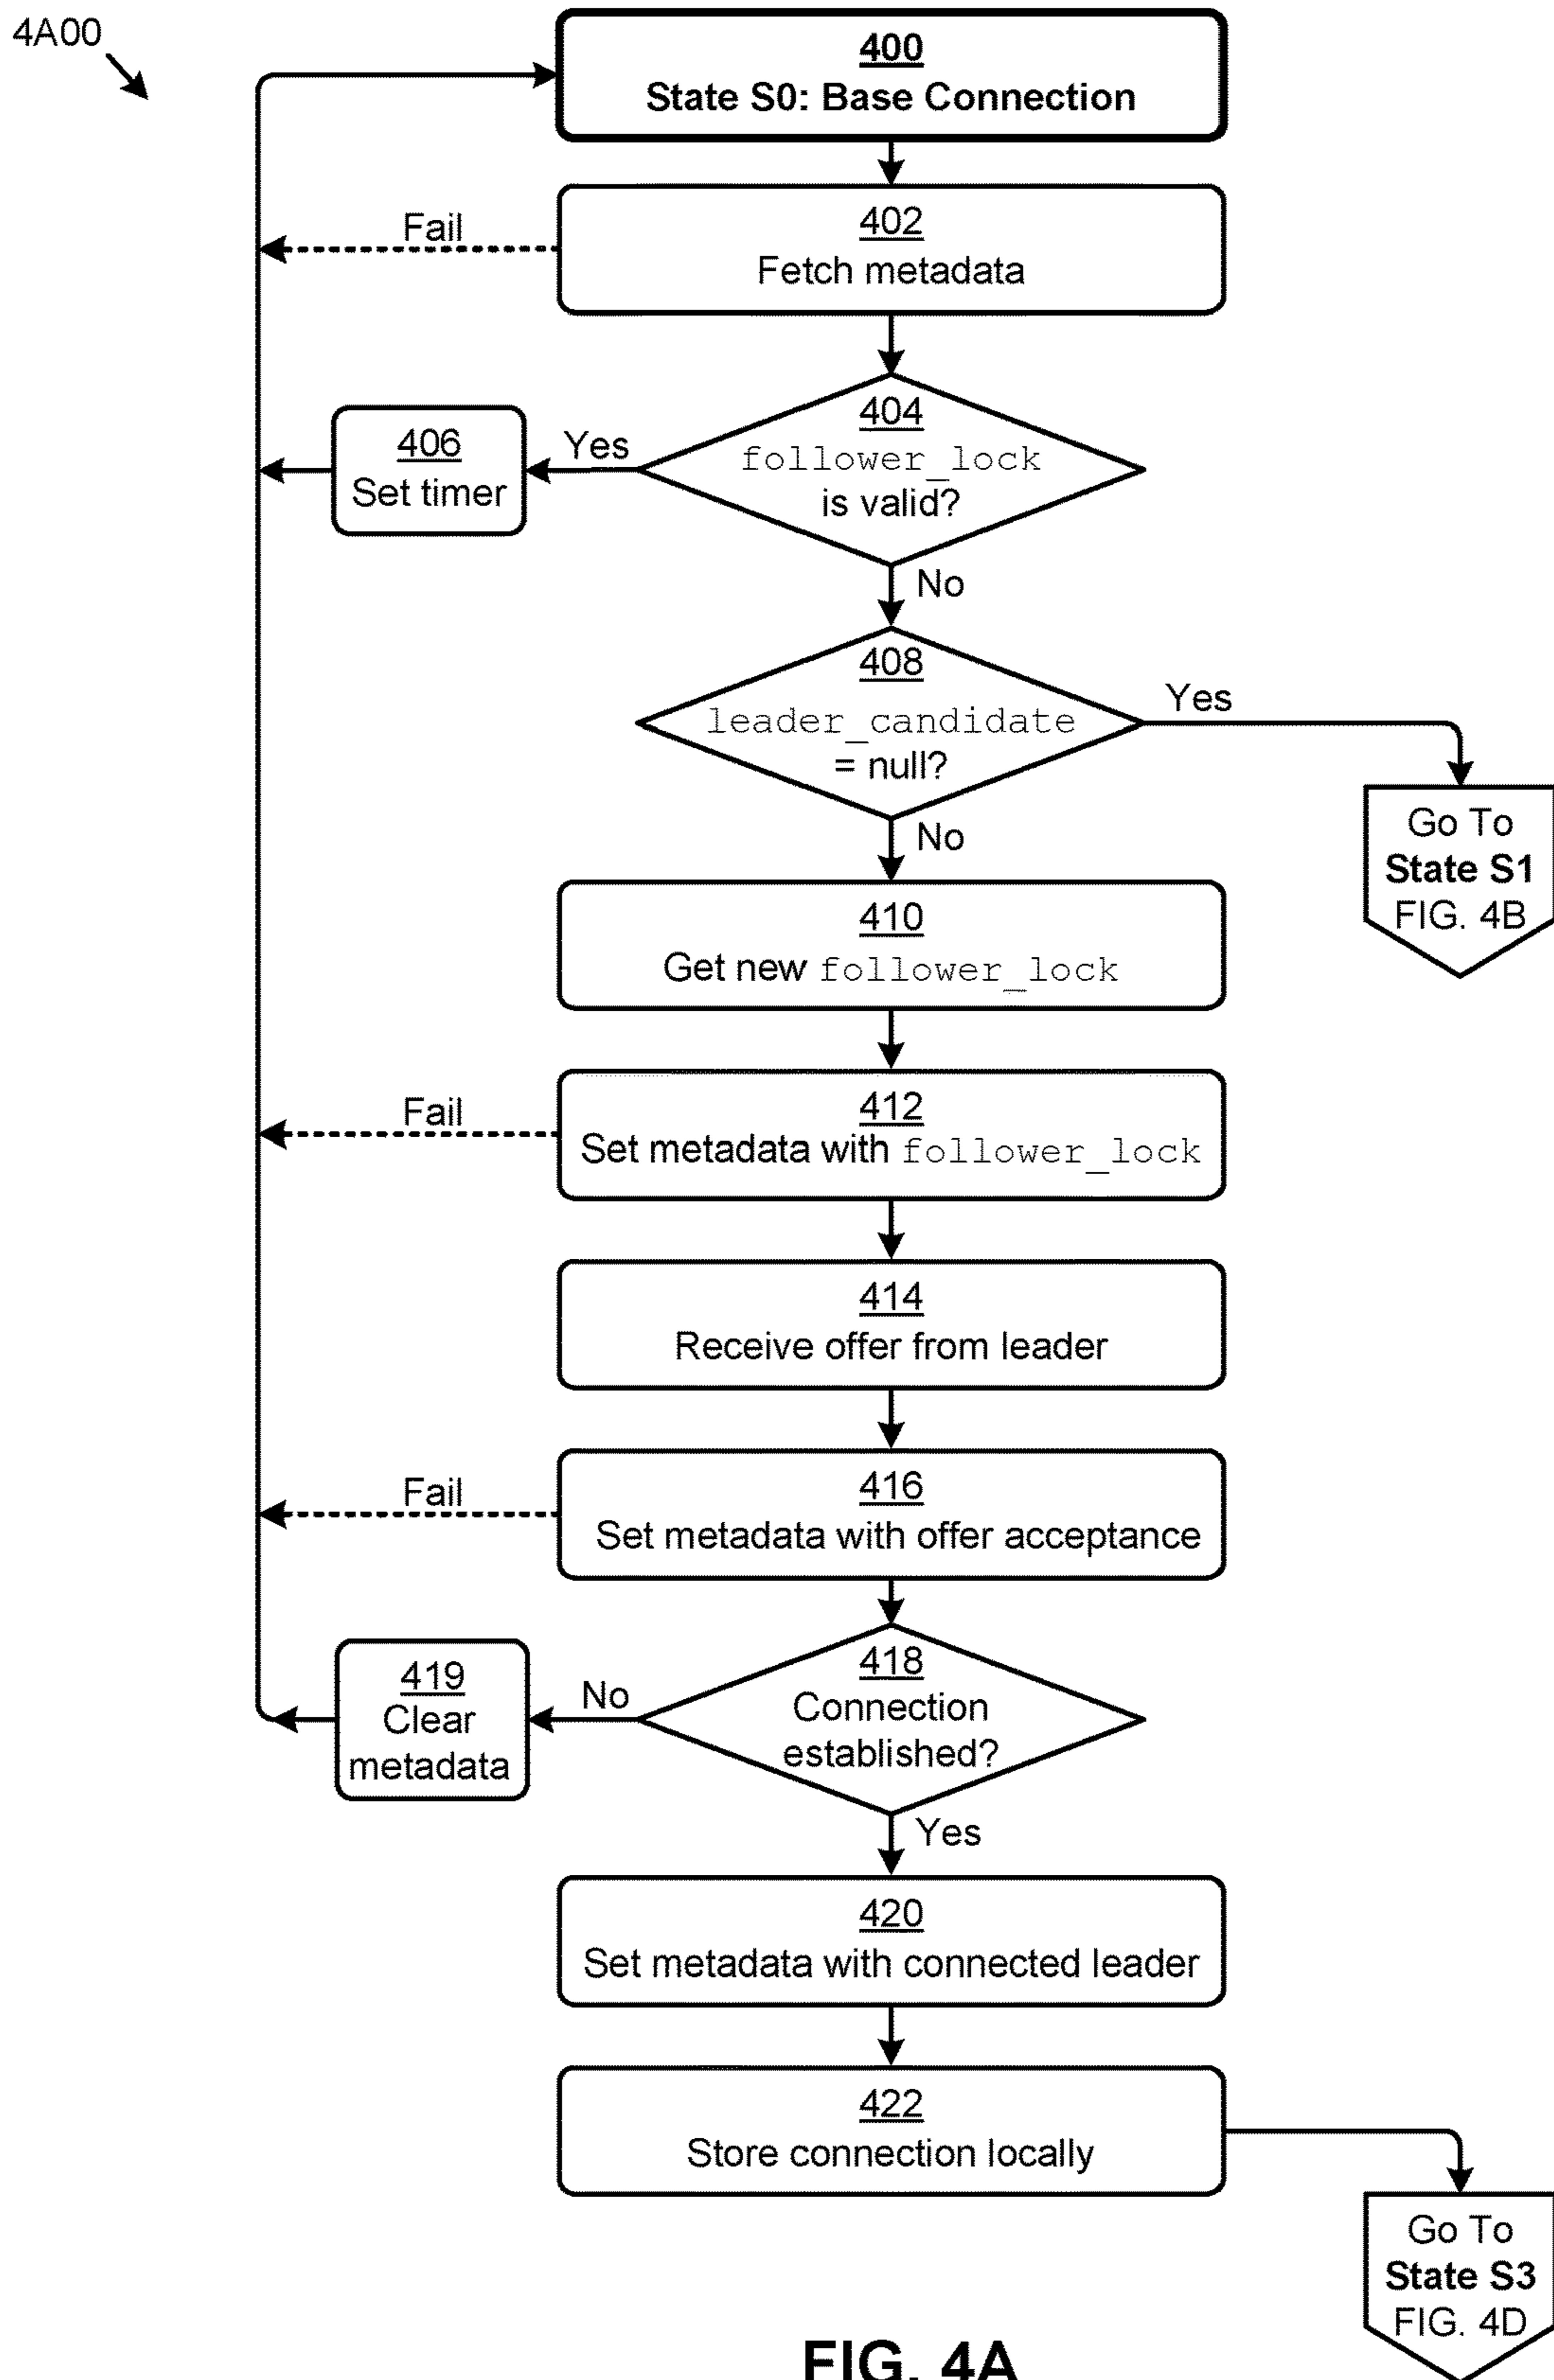 4A00
400
State S0: Base Connection
Fail
402
Fetch metadata
404
follower_lock
is valid?
Yes
406
Set timer
No
408
leader_candidate
= null?
Yes
Go To
State S1
FIG. 4B
No
410
Get new follower_lock
Fail
412
Set metadata with follower_lock
414
Receive offer from leader
Fail
416
Set metadata with offer acceptance
418
Connection
established?
No
419
Clear
metadata
Yes
420
Set metadata with connected leader
422
Store connection locally
Go To
State S3
FIG. 4D
FIG. 4A